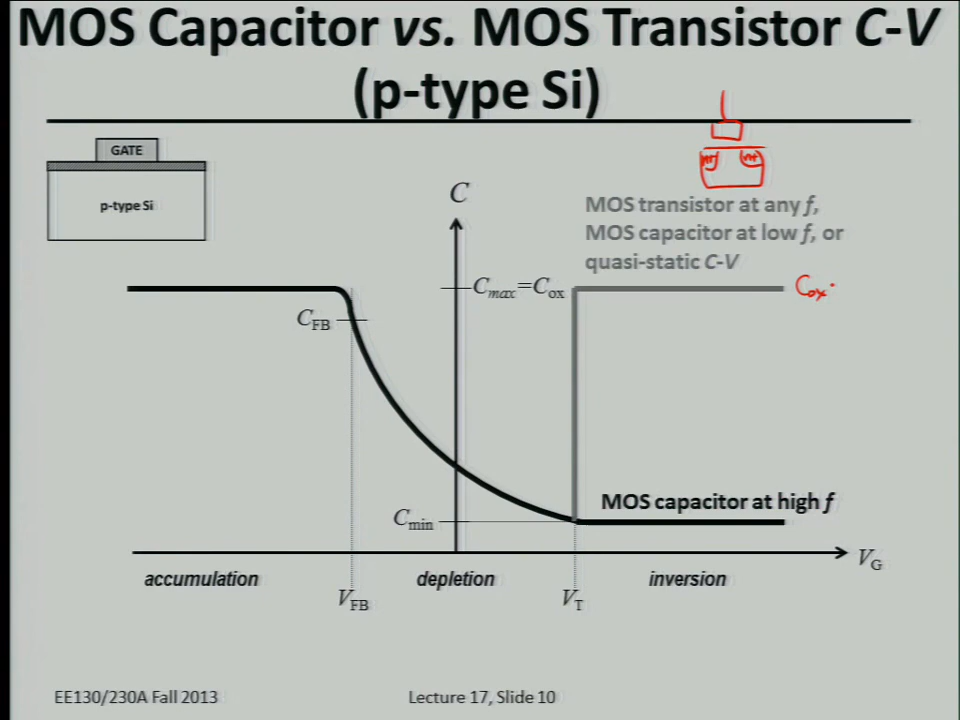 MOS Capacitor vs. MOS Transistor C-V
(p-type Si)
GATE
p-type Si
n+
n+
C
MOS transistor at any f,
MOS capacitor at low f, or
quasi-static C-V
Cmax=Cox
Cox
CFB
MOS capacitor at high f
Cmin
VG
accumulation
depletion
inversion
VFB
VT
EE130/230A Fall 2013
Lecture 17, Slide 10